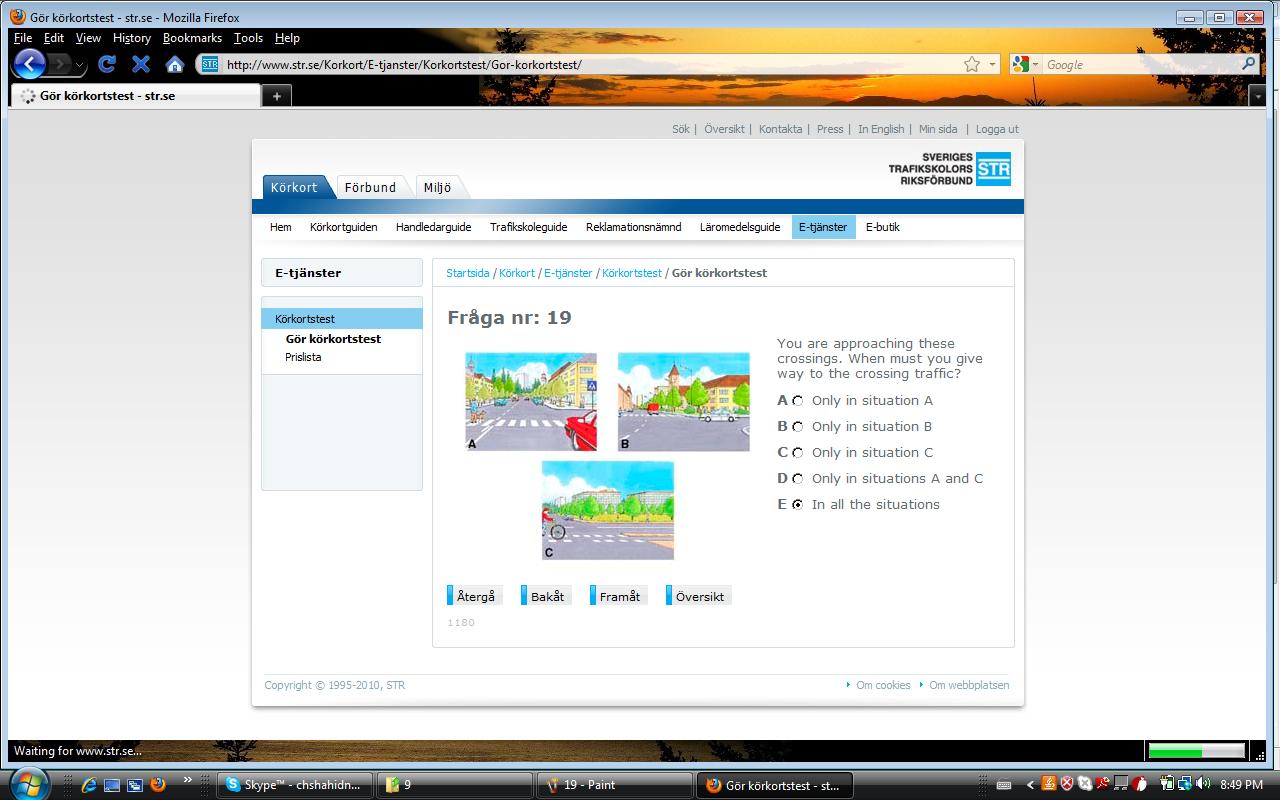 Gör körkortstest - str.se - Mozilla Firefox
File Edit View History Bookmarks Tools Help
http://www.str.se/Korkort/E-tjanster/Korkortstest/Gor-korkortstest/
Google
Gör körkortstest - str.se
Sök | Översikt | Kontakta | Press | In English | Min sida | Logga ut
SVERIGES
TRAFIKSKOLORS
RIKSFÖRBUND
STR
Körkort Förbund Miljö
Hem Körkortguiden Handledarguide Trafikskoleguide Reklamationsnämnd Läromedelsguide E-tjänster E-butik
E-tjänster
Startsida / Körkort / E-tjänster / Körkortstest / Gör körkortstest
Körkortstest
Gör körkortstest
Prislista
Fråga nr: 19
You are approaching these
crossings. When must you give
way to the crossing traffic?
A Only in situation A
B Only in situation B
C Only in situation C
D Only in situations A and C
E In all the situations
A
B
C
Återgå Bakåt Framåt Översikt
1180
Copyright © 1995-2010, STR
Om cookies Om webbplatsen
Waiting for www.str.se...
Skype™ - chshahidn... 9 19 - Paint Gör körkortstest - st... 8:49 PM